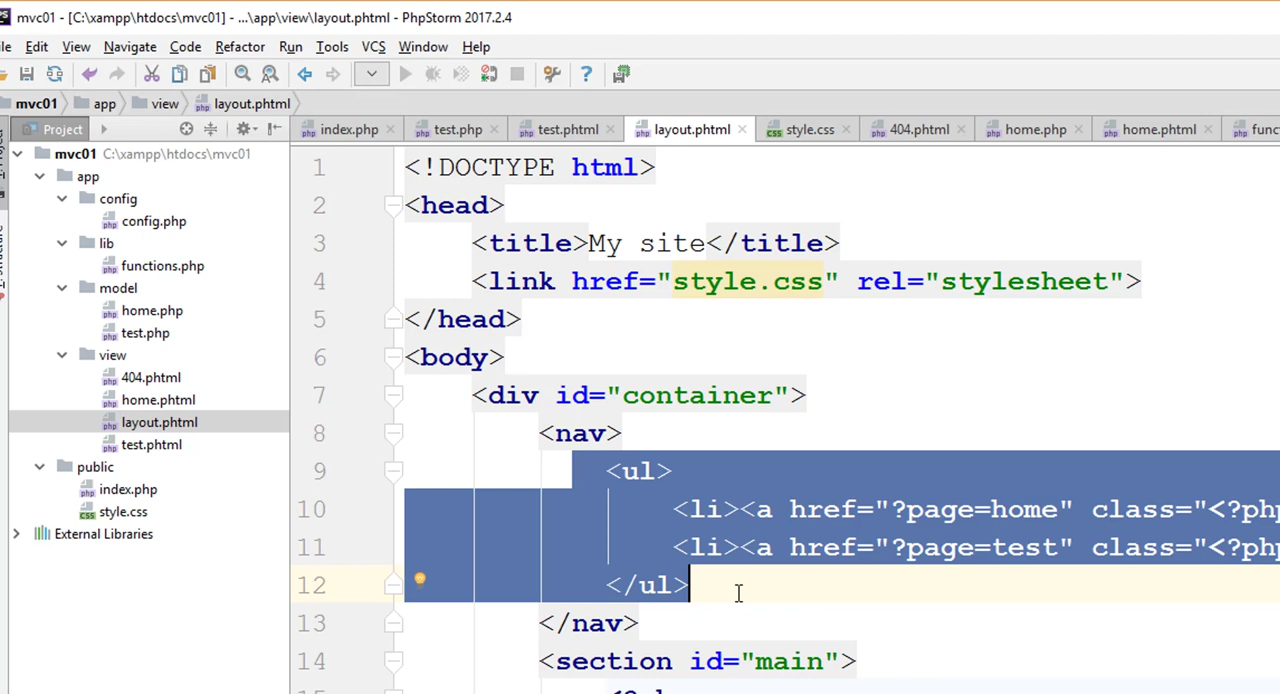 mvc01 - [C:\xampp\htdocs\mvc01] - ...\app\view\layout.phtml - PhpStorm 2017.2.4
Edit View Navigate Code Refactor Run Tools VCS Window Help
mvc01 app view layout.phtml
Project
index.php test.php test.phtml layout.phtml style.css 404.phtml home.php home.phtml
mvc01 C:\xampp\htdocs\mvc01
app
config
config.php
lib
functions.php
model
home.php
test.php
view
404.phtml
home.phtml
layout.phtml
test.phtml
public
index.php
style.css
External Libraries
1 <!DOCTYPE html>
2 <head>
3 <title>My site</title>
4 <link href="style.css" rel="stylesheet">
5 </head>
6 <body>
7 <div id="container">
8 <nav>
9 <ul>
10 <li><a href="?page=home" class="<?php
11 <li><a href="?page=test" class="<?php
12 </ul>
13 </nav>
14 <section id="main">